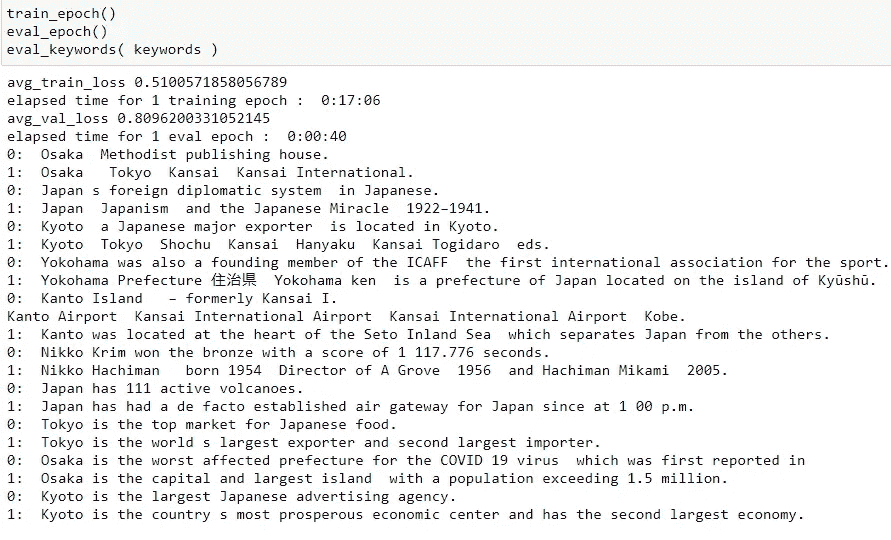 train_epoch()
eval_epoch()
eval_keywords( keywords )
avg_train_loss 0.5100571858056789
elapsed time for 1 training epoch :  0:17:06
avg_val_loss 0.8096200331052145
elapsed time for 1 eval epoch :  0:00:40
0:  Osaka  Methodist publishing house.
1:  Osaka   Tokyo  Kansai  Kansai International.
0:  Japan s foreign diplomatic system  in Japanese.
1:  Japan  Japanism  and the Japanese Miracle  1922–1941.
0:  Kyoto  a Japanese major exporter  is located in Kyoto.
1:  Kyoto  Tokyo  Shochu  Kansai  Hanyaku  Kansai Togidaro  eds.
0:  Yokohama was also a founding member of the ICAFF  the first international association for the sport.
1:  Yokohama Prefecture 住治県  Yokohama ken  is a prefecture of Japan located on the island of Kyūshū.
0:  Kanto Island   – formerly Kansai I.
Kanto Airport  Kansai International Airport  Kansai International Airport  Kobe.
1:  Kanto was located at the heart of the Seto Inland Sea  which separates Japan from the others.
0:  Nikko Krim won the bronze with a score of 1 117.776 seconds.
1:  Nikko Hachiman   born 1954  Director of A Grove  1956  and Hachiman Mikami  2005.
0:  Japan has 111 active volcanoes.
1:  Japan has had a de facto established air gateway for Japan since at 1 00 p.m.
0:  Tokyo is the top market for Japanese food.
1:  Tokyo is the world s largest exporter and second largest importer.
0:  Osaka is the worst affected prefecture for the COVID 19 virus  which was first reported in
1:  Osaka is the capital and largest island  with a population exceeding 1.5 million.
0:  Kyoto is the largest Japanese advertising agency.
1:  Kyoto is the country s most prosperous economic center and has the second largest economy.